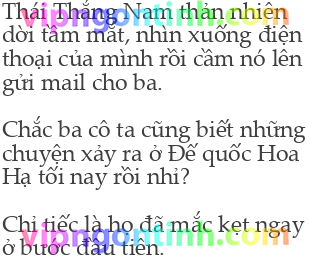 Thái Thắng Nam thản nhiên
dời tầm mắt, nhìn xuống điện
thoại của mình rồi cầm nó lên
gửi mail cho ba.
Chắc ba cô ta cũng biết những
chuyện xảy ra ở Đế quốc Hoa
Hạ tối nay rồi nhỉ?
Chỉ tiếc là họ đã mắc kẹt ngay
ở bước đầu tiên.
vipngontinh.com
vipngontinh.com